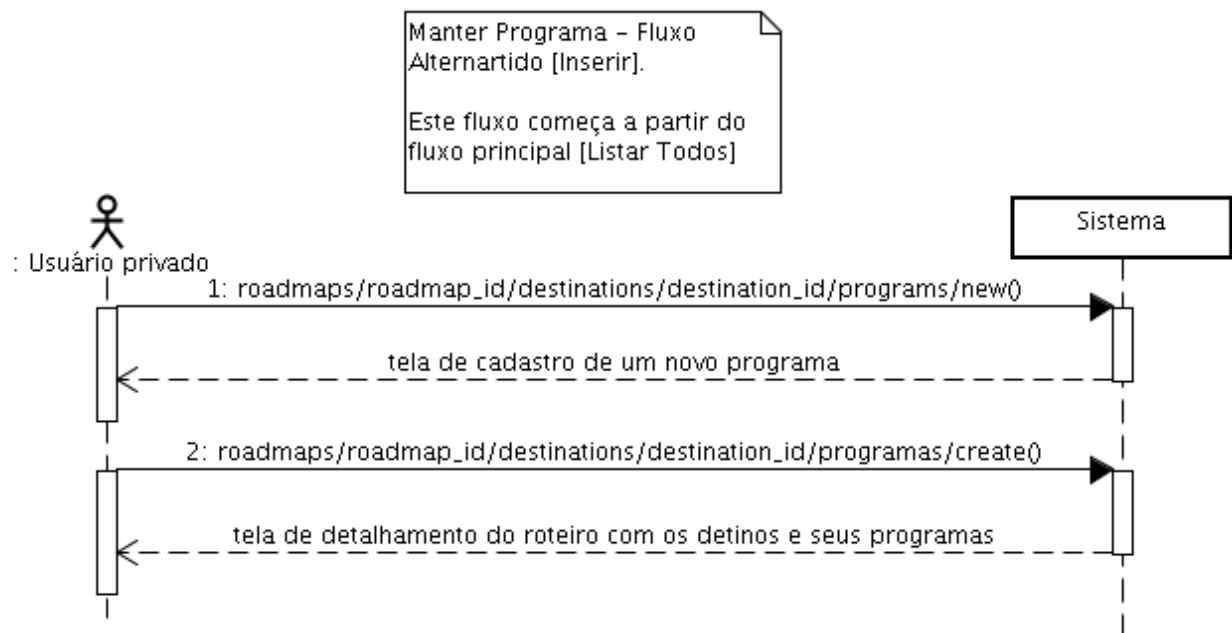 Manter Programa – Fluxo
Alternartido [Inserir].
Este fluxo começa a partir do
fluxo principal [Listar Todos]
Sistema
: Usuário privado
1: roadmaps/roadmap_id/destinations/destination_id/programs/new()
tela de cadastro de um novo programa
2: roadmaps/roadmap_id/destinations/destination_id/programas/create()
tela de detalhamento do roteiro com os detinos e seus programas